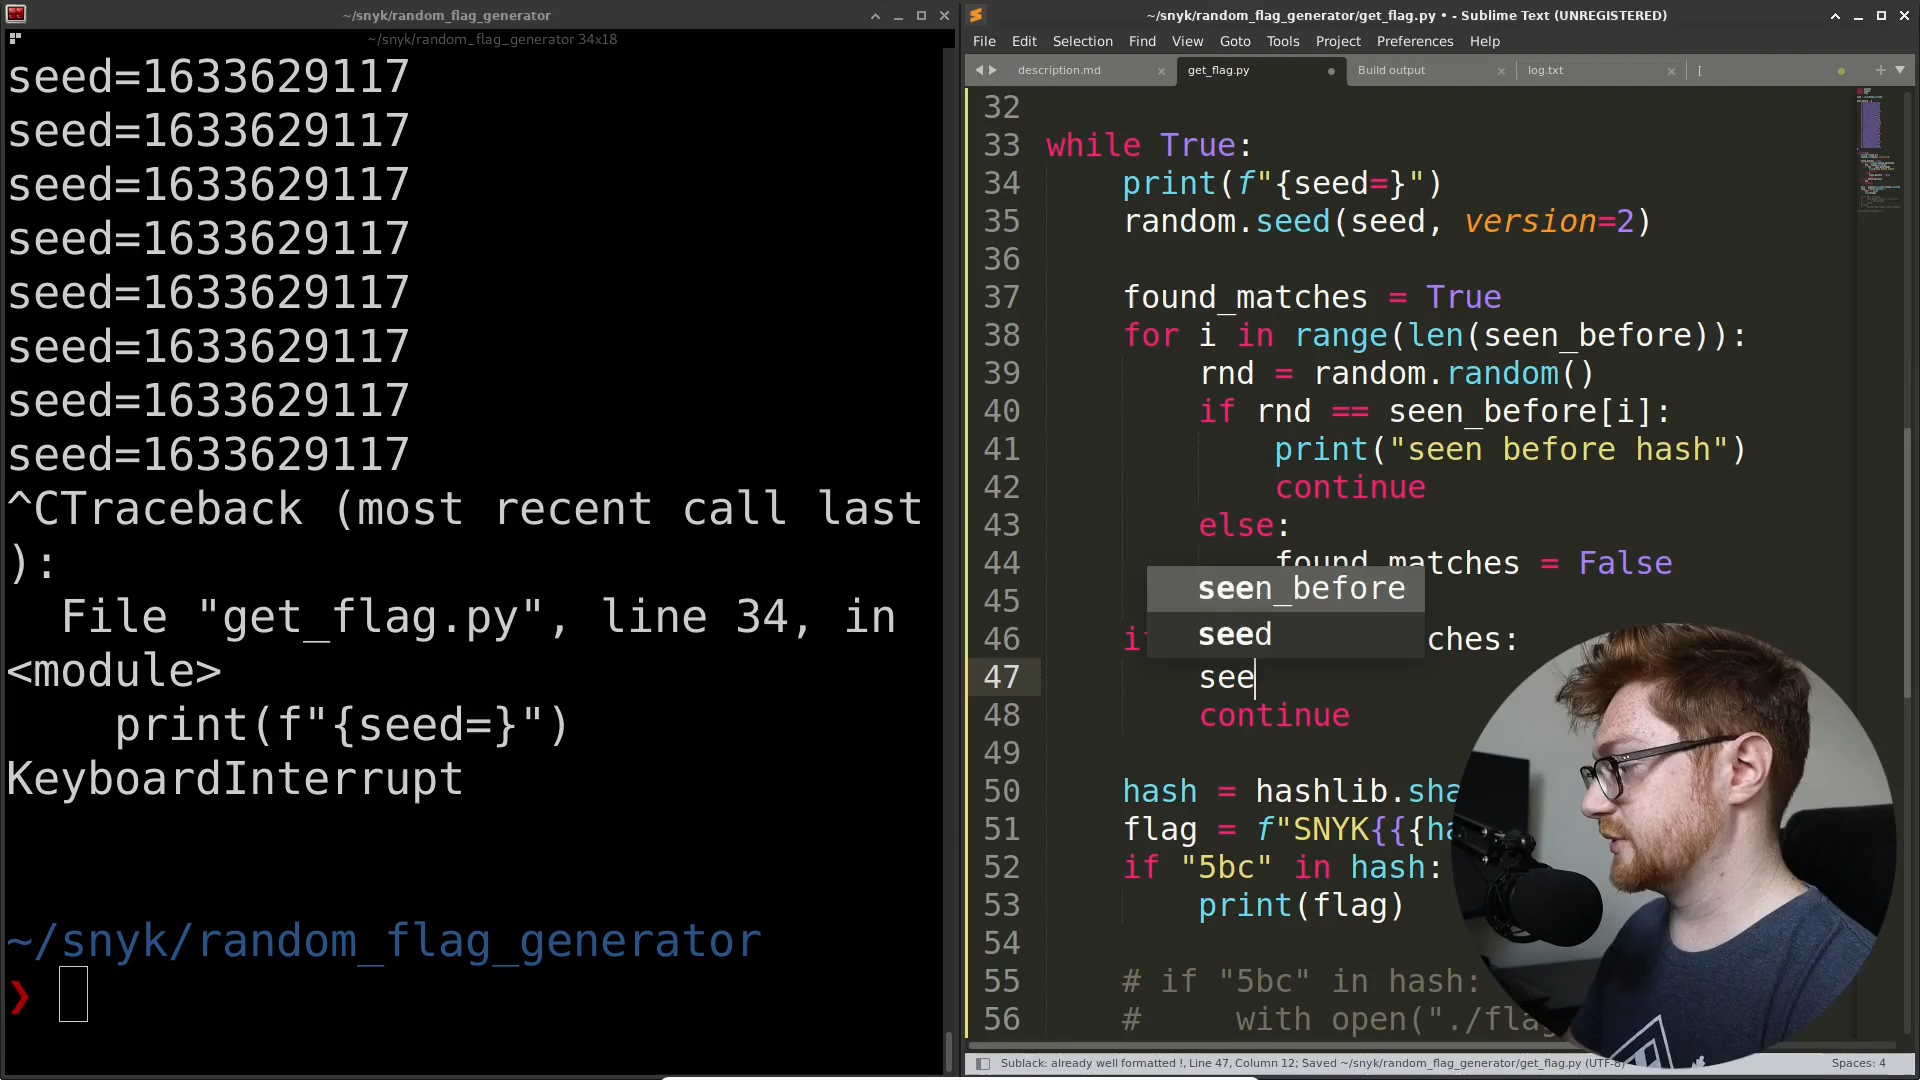 ~/snyk/random_flag_generator
~/snyk/random_flag_generator 34x18
seed=1633629117
seed=1633629117
seed=1633629117
seed=1633629117
seed=1633629117
seed=1633629117
seed=1633629117
seed=1633629117
^CTraceback (most recent call last
):
File "get_flag.py", line 34, in
<module>
print(f"{seed=}")
KeyboardInterrupt
~/snyk/random_flag_generator
❯
~/snyk/random_flag_generator/get_flag.py • - Sublime Text (UNREGISTERED)
File Edit Selection Find View Goto Tools Project Preferences Help
description.md get_flag.py Build output log.txt [
32
33 while True:
34 print(f"{seed=}")
35 random.seed(seed, version=2)
36
37 found_matches = True
38 for i in range(len(seen_before)):
39 rnd = random.random()
40 if rnd == seen_before[i]:
41 print("seen before hash")
42 continue
43 else:
44 found_matches = False
45
seen_before
seed
46 i ches:
47 see
48 continue
49
50 hash = hashlib.sha
51 flag = f"SNYK{{{ha
52 if "5bc" in hash:
53 print(flag)
54
55 # if "5bc" in hash:
56 # with open("./flag
Sublack: already well formatted !, Line 47, Column 12; Saved ~/snyk/random_flag_generator/get_flag.py (UTF-8) Spaces: 4